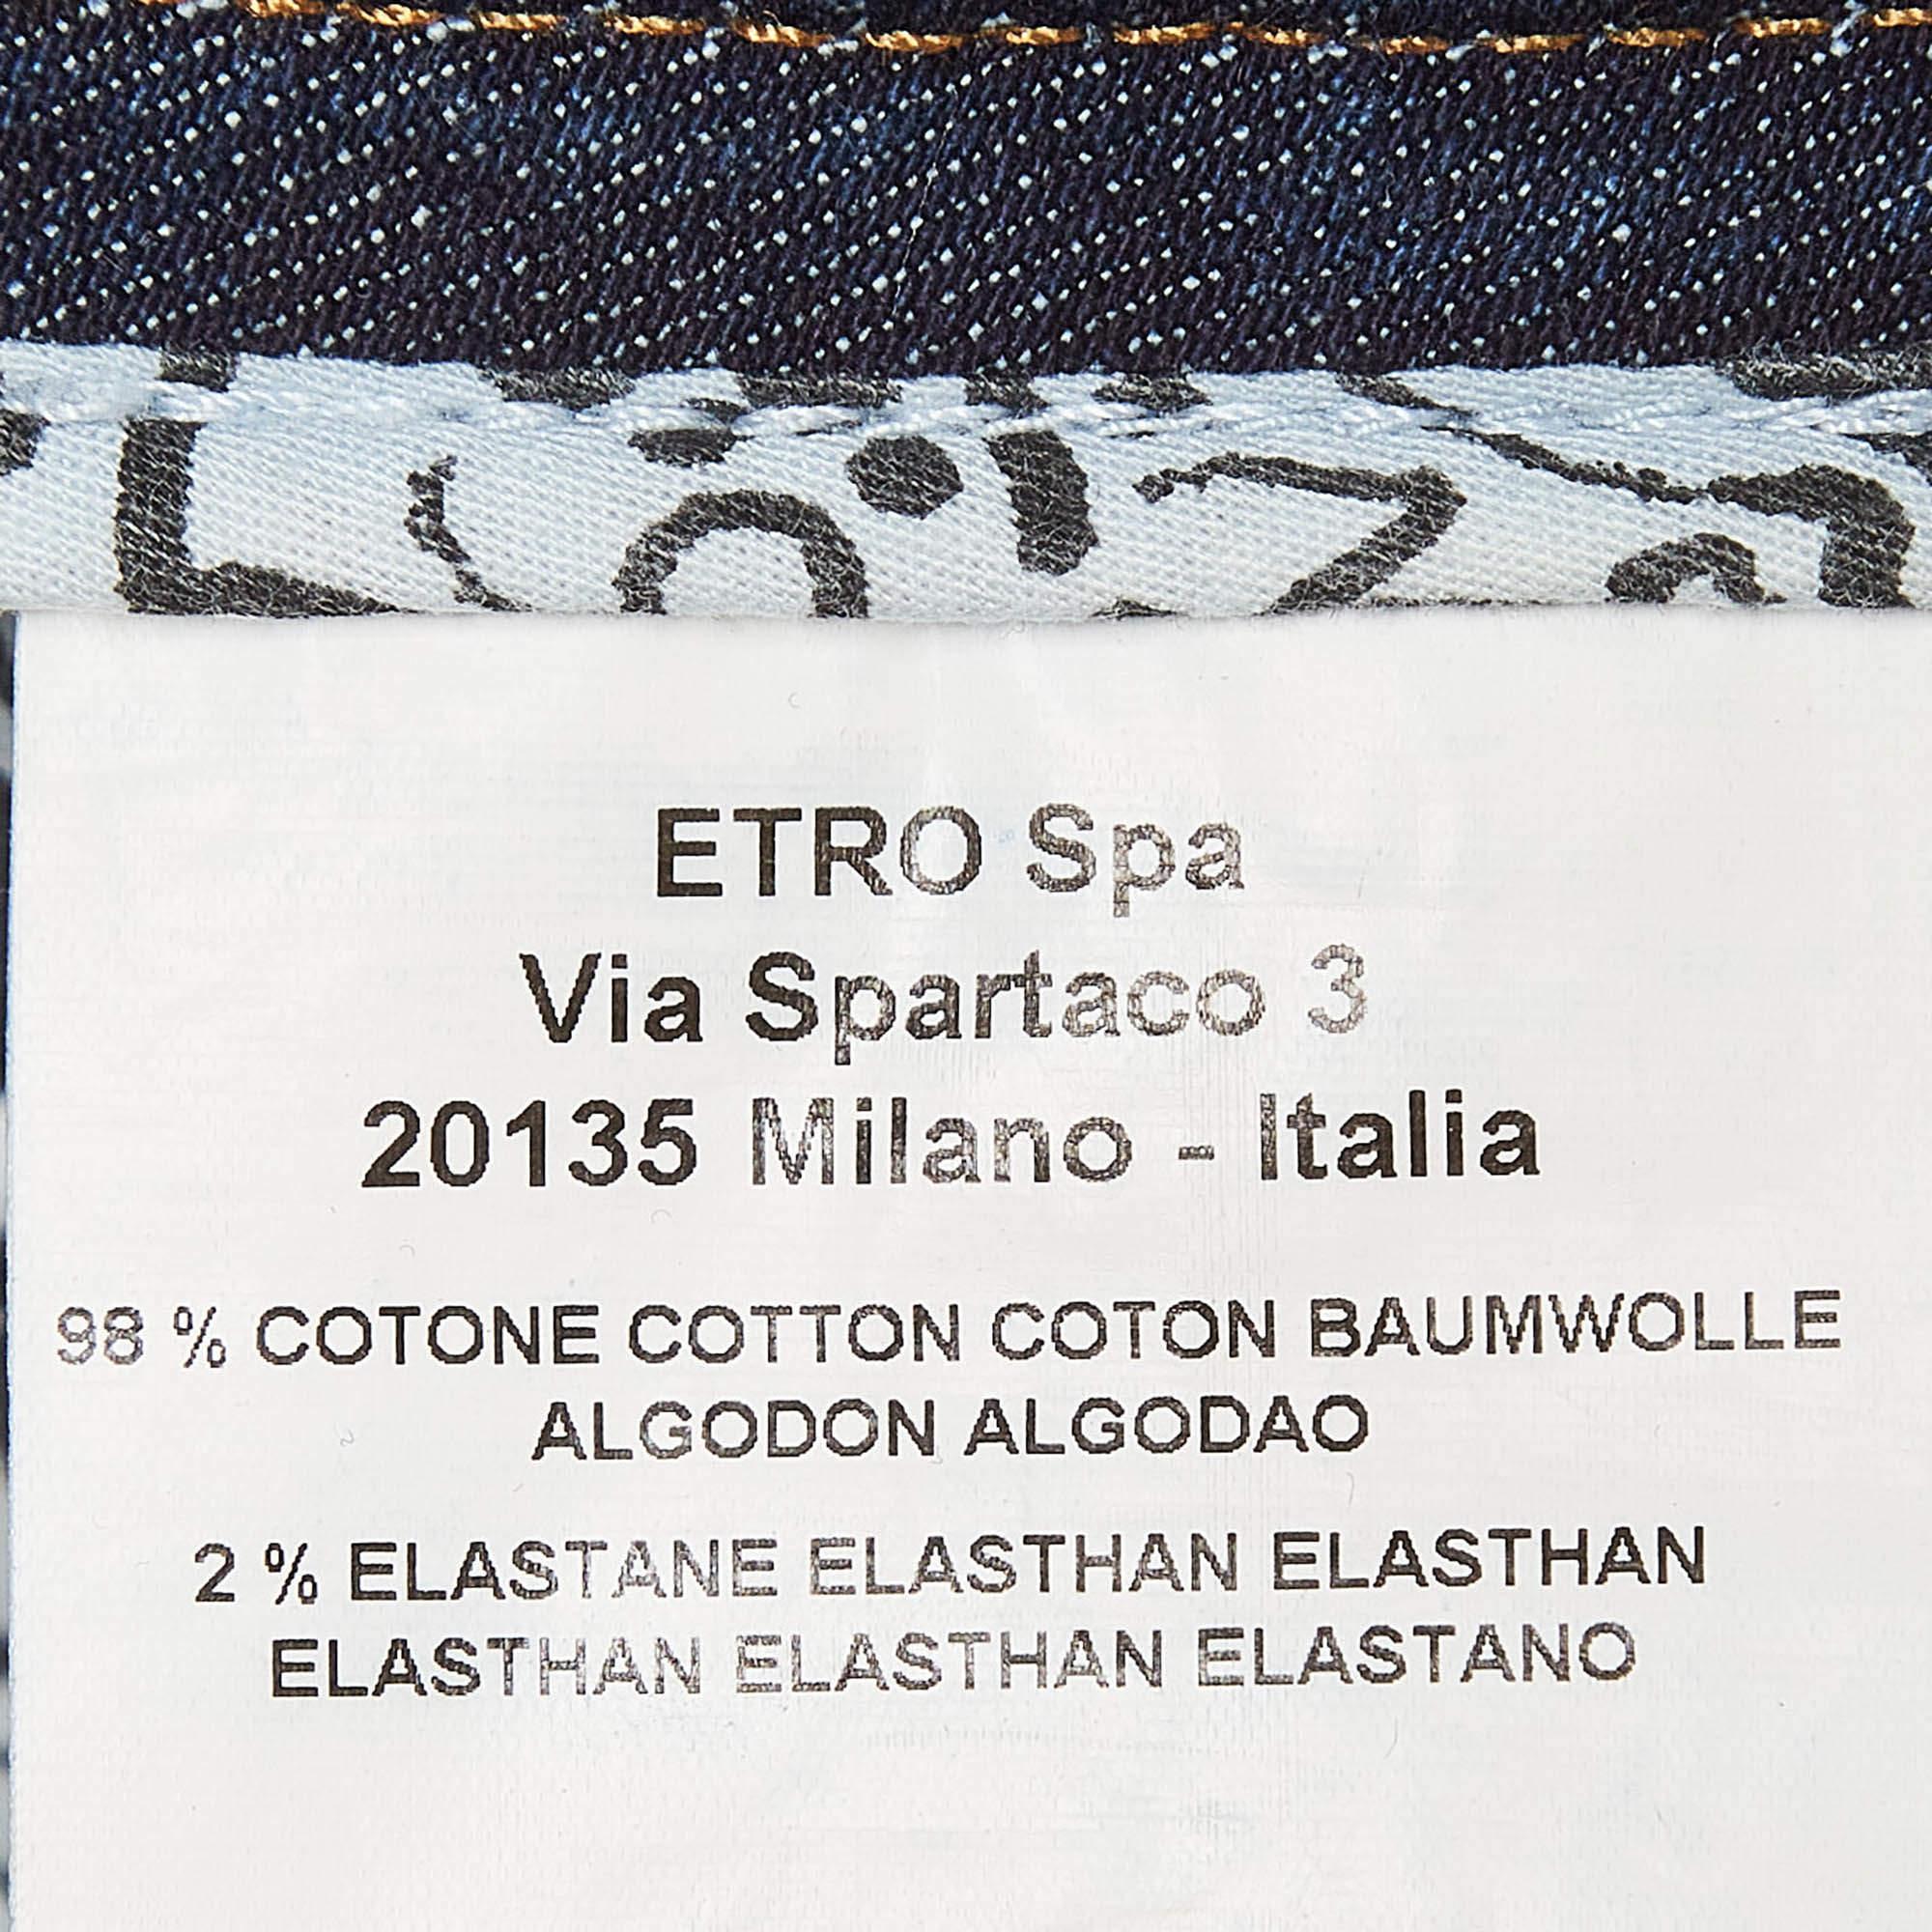 ETRO Spa
Via Spartaco 3
20135 Milano - Italia
98 % COTONE COTTON COTON BAUMWOLLE
ALGODON ALGODAO
2 % ELASTANE ELASTHAN ELASTHAN
ELASTHAN ELASTHAN ELASTANO